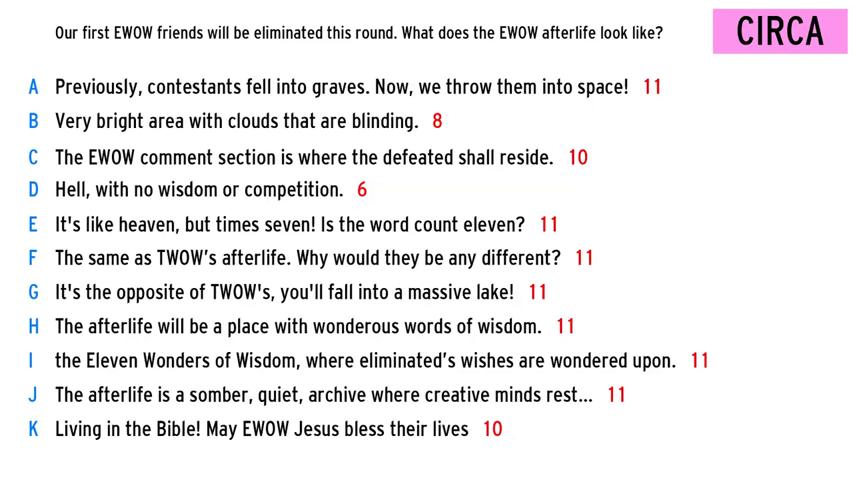 Our first EWOW friends will be eliminated this round. What does the EWOW afterlife look like?
CIRCA
A Previously, contestants fell into graves. Now, we throw them into space! 11
B Very bright area with clouds that are blinding. 8
C The EWOW comment section is where the defeated shall reside. 10
D Hell, with no wisdom or competition. 6
E It's like heaven, but times seven! Is the word count eleven? 11
F The same as TWOW’s afterlife. Why would they be any different? 11
G It's the opposite of TWOW's, you'll fall into a massive lake! 11
H The afterlife will be a place with wonderous words of wisdom. 11
I the Eleven Wonders of Wisdom, where eliminated’s wishes are wondered upon. 11
J The afterlife is a somber, quiet, archive where creative minds rest... 11
K Living in the Bible! May EWOW Jesus bless their lives 10